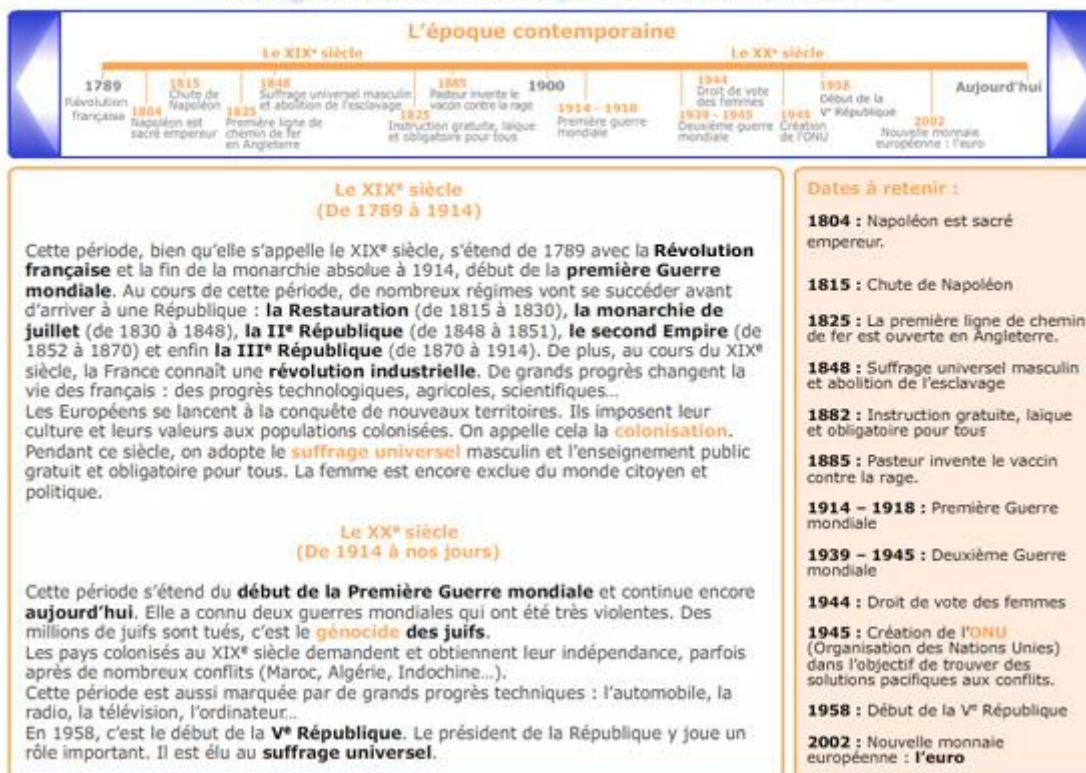 L'époque contemporaine
Le XIXe siècle
Le XXe siècle
1789
Révolution
française
1804
Napoléon est
sacré empereur
1815
Chute de
Napoléon
1825
Première ligne de
chemin de fer
en Angleterre
1848
Suffrage universel masculin
et abolition de l'esclavage
1825
Instruction gratuite, laïque
et obligatoire pour tous
1885
Pasteur invente le
vaccin contre la rage
1900
1914 - 1918
Première guerre
mondiale
1944
Droit de vote
des femmes
1939 - 1945
Deuxième guerre
mondiale
1945
Création
de l'ONU
1958
Début de la
Ve République
2002
Nouvelle monnaie
européenne : l'euro
Aujourd'hui
Le XIXe siècle
(De 1789 à 1914)
Cette période, bien qu'elle s'appelle le XIXe siècle, s'étend de 1789 avec la Révolution
française et la fin de la monarchie absolue à 1914, début de la première Guerre
mondiale. Au cours de cette période, de nombreux régimes vont se succéder avant
d'arriver à une République : la Restauration (de 1815 à 1830), la monarchie de
juillet (de 1830 à 1848), la IIe République (de 1848 à 1851), le second Empire (de
1852 à 1870) et enfin la IIIe République (de 1870 à 1914). De plus, au cours du XIXe
siècle, la France connaît une révolution industrielle. De grands progrès changent la
vie des français : des progrès technologiques, agricoles, scientifiques...
Les Européens se lancent à la conquête de nouveaux territoires. Ils imposent leur
culture et leurs valeurs aux populations colonisées. On appelle cela la colonisation.
Pendant ce siècle, on adopte le suffrage universel masculin et l'enseignement public
gratuit et obligatoire pour tous. La femme est encore exclue du monde citoyen et
politique.
Le XXe siècle
(De 1914 à nos jours)
Cette période s'étend du début de la Première Guerre mondiale et continue encore
aujourd'hui. Elle a connu deux guerres mondiales qui ont été très violentes. Des
millions de juifs sont tués, c'est le génocide des juifs.
Les pays colonisés au XIXe siècle demandent et obtiennent leur indépendance, parfois
après de nombreux conflits (Maroc, Algérie, Indochine...).
Cette période est aussi marquée par de grands progrès techniques : l'automobile, la
radio, la télévision, l'ordinateur...
En 1958, c'est le début de la Ve République. Le président de la République y joue un
rôle important. Il est élu au suffrage universel.
Dates à retenir :
1804 : Napoléon est sacré
empereur.
1815 : Chute de Napoléon
1825 : La première ligne de chemin
de fer est ouverte en Angleterre.
1848 : Suffrage universel masculin
et abolition de l'esclavage
1882 : Instruction gratuite, laïque
et obligatoire pour tous
1885 : Pasteur invente le vaccin
contre la rage.
1914 – 1918 : Première Guerre
mondiale
1939 – 1945 : Deuxième Guerre
mondiale
1944 : Droit de vote des femmes
1945 : Création de l'ONU
(Organisation des Nations Unies)
dans l'objectif de trouver des
solutions pacifiques aux conflits.
1958 : Début de la Ve République
2002 : Nouvelle monnaie
européenne : l'euro